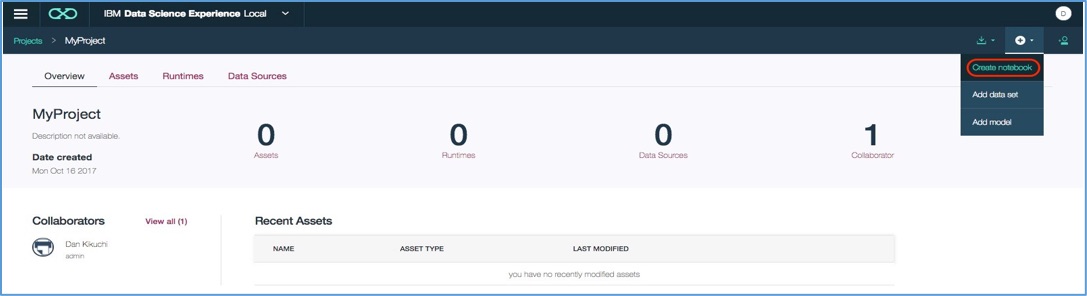 IBM Data Science Experience Local
D
Projects > MyProject
Create notebook
Add data set
Add model
Overview Assets Runtimes Data Sources
MyProject
Description not available.
Date created
Mon Oct 16 2017
0 0 0 1
Assets Runtimes Data Sources Collaborator
Collaborators View all (1)
Dan Kikuchi
admin
Recent Assets
NAME ASSET TYPE LAST MODIFIED
you have no recently modified assets